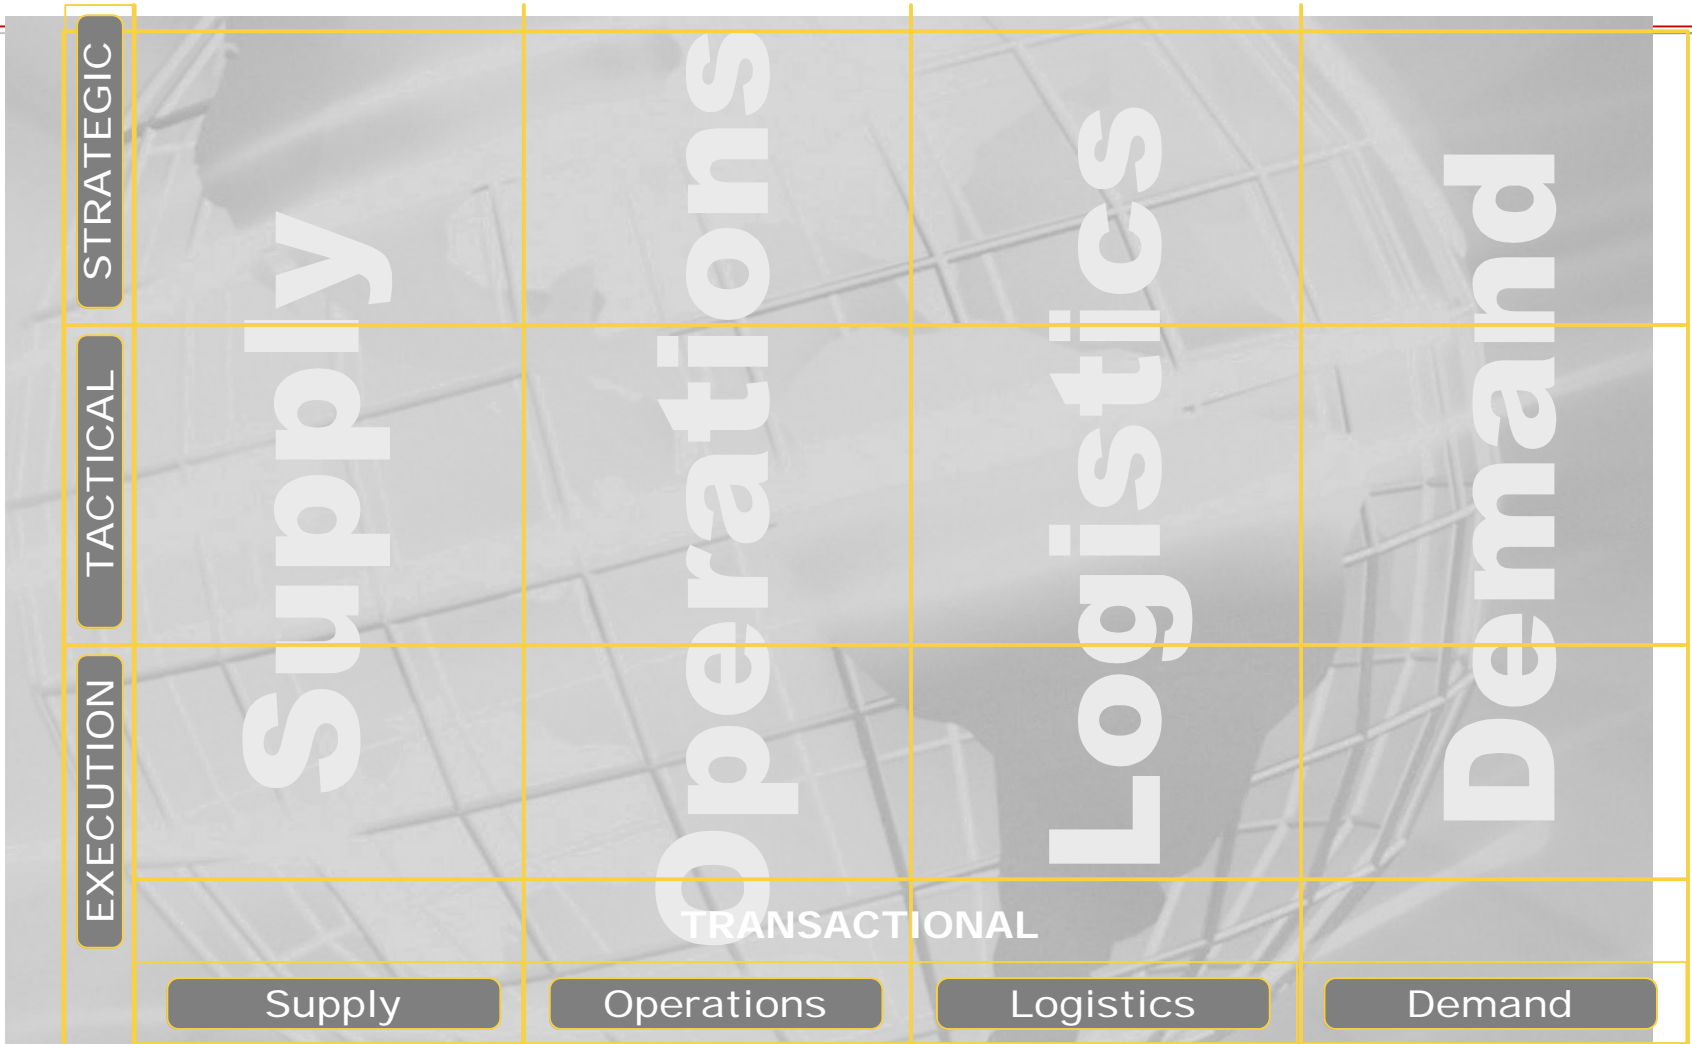 STRATEGIC
TACTICAL
EXECUTION
Supply
Operations
Logistics
Demand
TRANSACTIONAL
Supply
Operations
Logistics
Demand